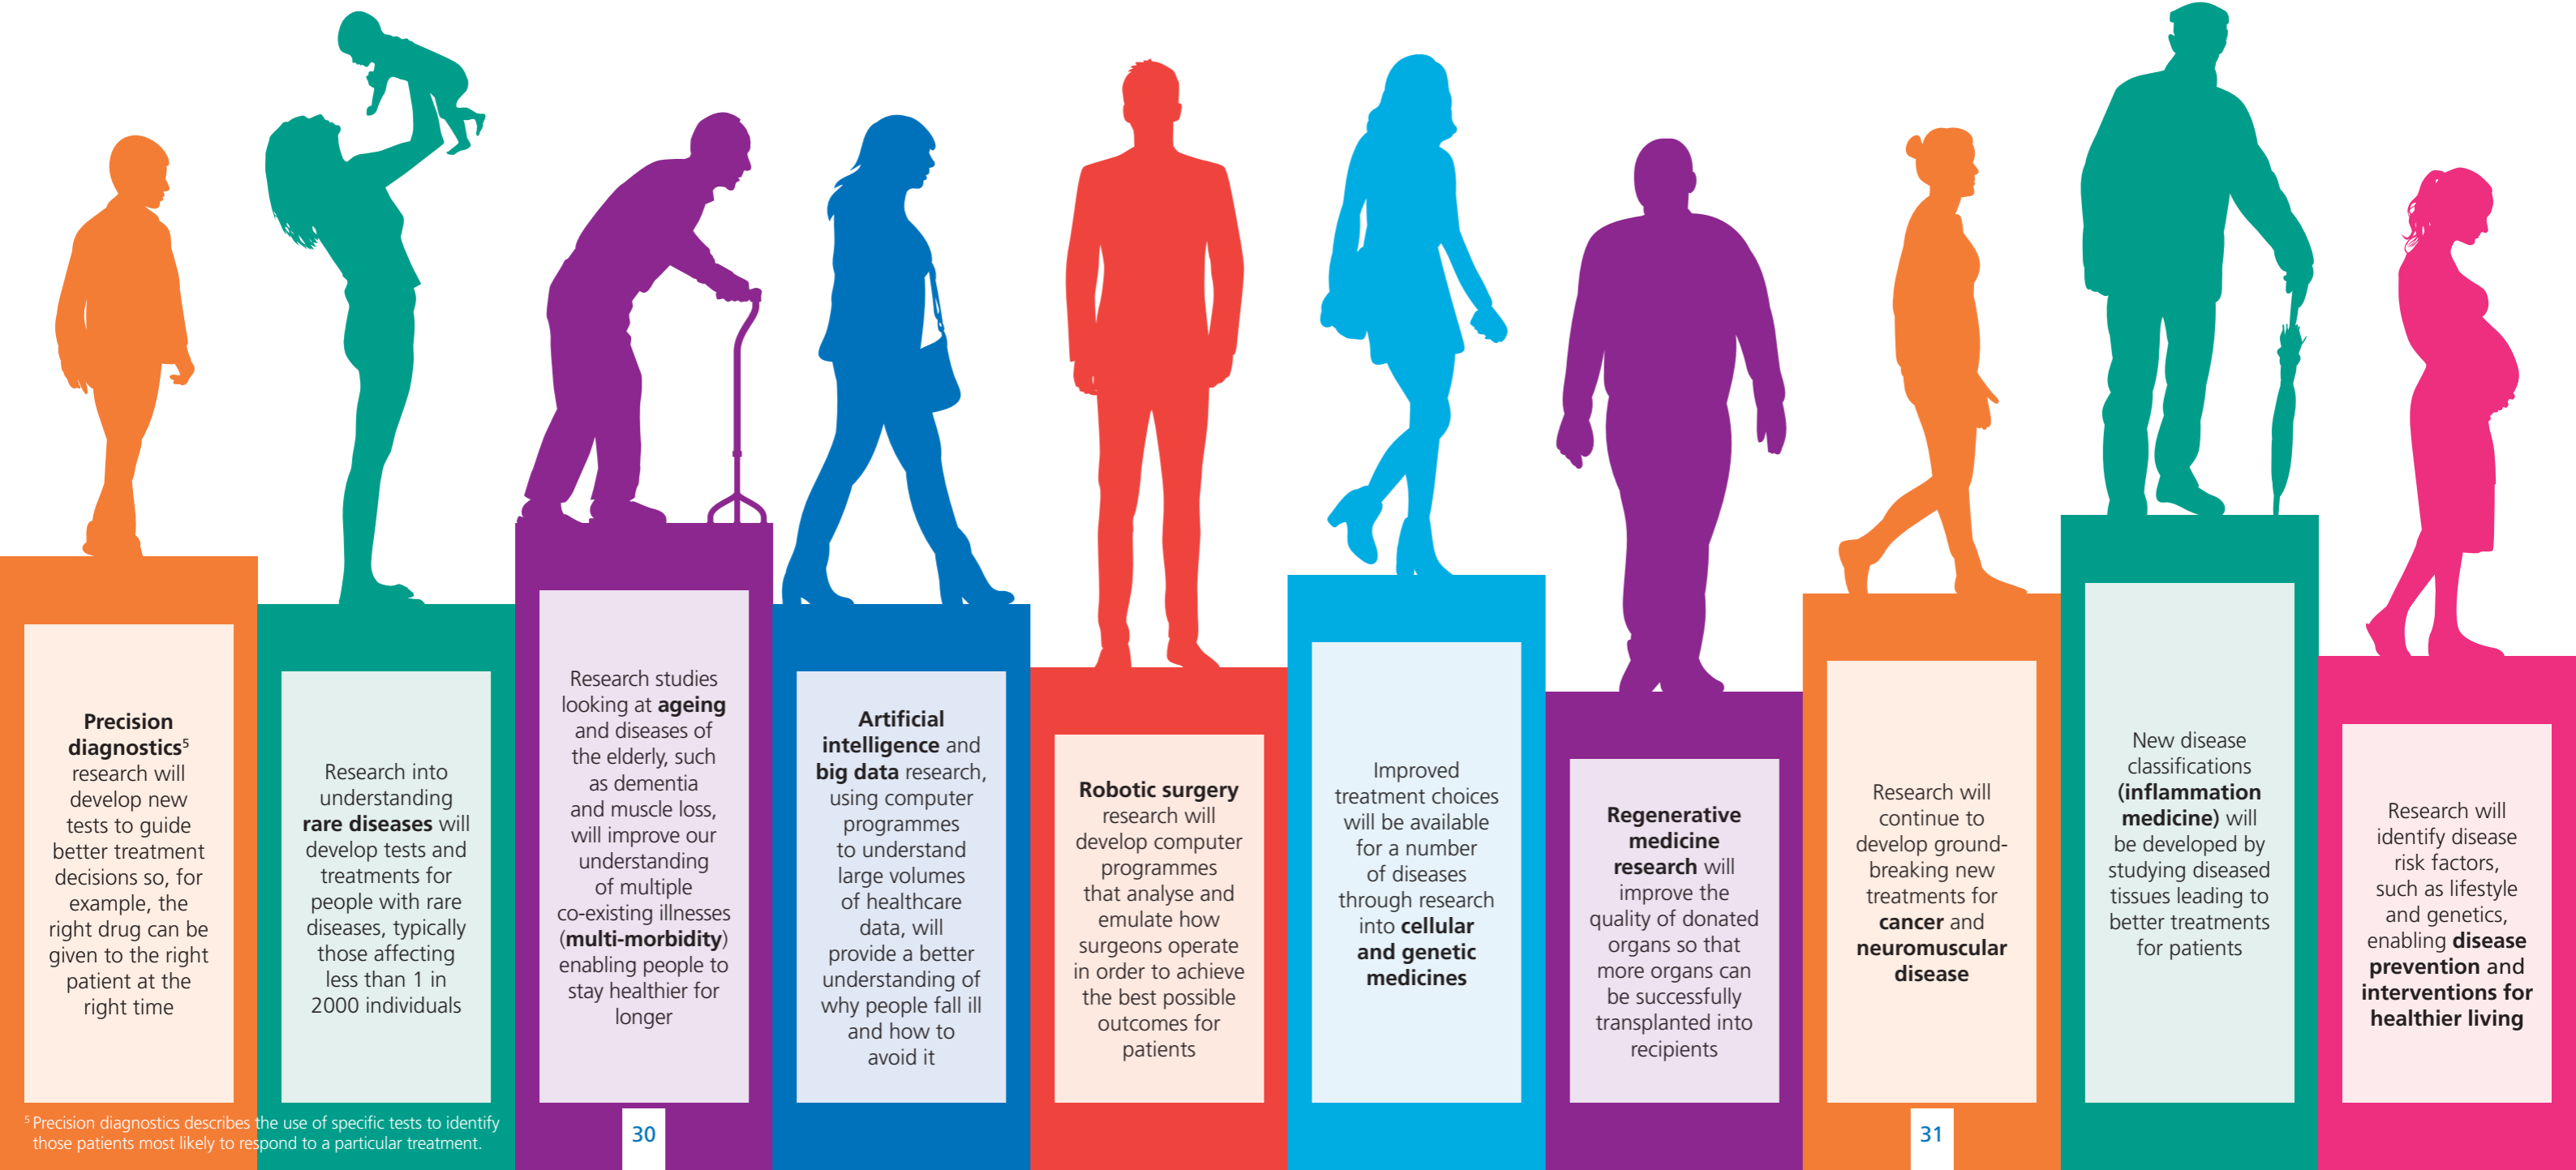 Precision
diagnostics⁵
research will
develop new
tests to guide
better treatment
decisions so, for
example, the
right drug can be
given to the right
patient at the
right time
Research into
understanding
rare diseases will
develop tests and
treatments for
people with rare
diseases, typically
those affecting
less than 1 in
2000 individuals
Research studies
looking at ageing
and diseases of
the elderly, such
as dementia
and muscle loss,
will improve our
understanding
of multiple
co-existing illnesses
(multi-morbidity)
enabling people to
stay healthier for
longer
Artificial
intelligence and
big data research,
using computer
programmes
to understand
large volumes
of healthcare
data, will
provide a better
understanding of
why people fall ill
and how to
avoid it
Robotic surgery
research will
develop computer
programmes
that analyse and
emulate how
surgeons operate
in order to achieve
the best possible
outcomes for
patients
Improved
treatment choices
will be available
for a number
of diseases
through research
into cellular
and genetic
medicines
Regenerative
medicine
research will
improve the
quality of donated
organs so that
more organs can
be successfully
transplanted into
recipients
Research will
continue to
develop ground-
breaking new
treatments for
cancer and
neuromuscular
disease
New disease
classifications
(inflammation
medicine) will
be developed by
studying diseased
tissues leading to
better treatments
for patients
Research will
identify disease
risk factors,
such as lifestyle
and genetics,
enabling disease
prevention and
interventions for
healthier living
⁵ Precision diagnostics describes the use of specific tests to identify
those patients most likely to respond to a particular treatment.
30
31